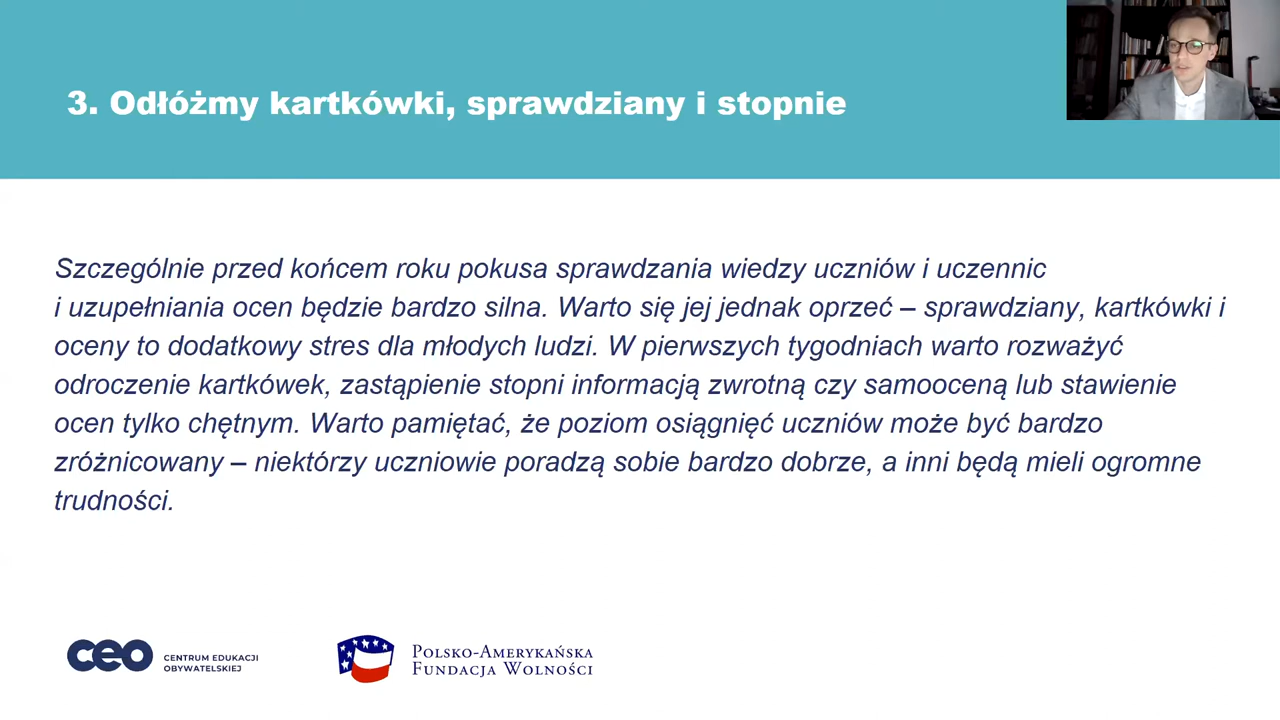 3. Odłóżmy kartkówki, sprawdziany i stopnie
Szczególnie przed końcem roku pokusa sprawdzania wiedzy uczniów i uczennic
i uzupełniania ocen będzie bardzo silna. Warto się jej jednak oprzeć – sprawdziany, kartkówki i
oceny to dodatkowy stres dla młodych ludzi. W pierwszych tygodniach warto rozważyć
odroczenie kartkówek, zastąpienie stopni informacją zwrotną czy samooceną lub stawienie
ocen tylko chętnym. Warto pamiętać, że poziom osiągnięć uczniów może być bardzo
zróżnicowany – niektórzy uczniowie poradzą sobie bardzo dobrze, a inni będą mieli ogromne
trudności.
ceo CENTRUM EDUKACJI
OBYWATELSKIEJ
POLSKO-AMERYKAŃSKA
FUNDACJA WOLNOŚCI